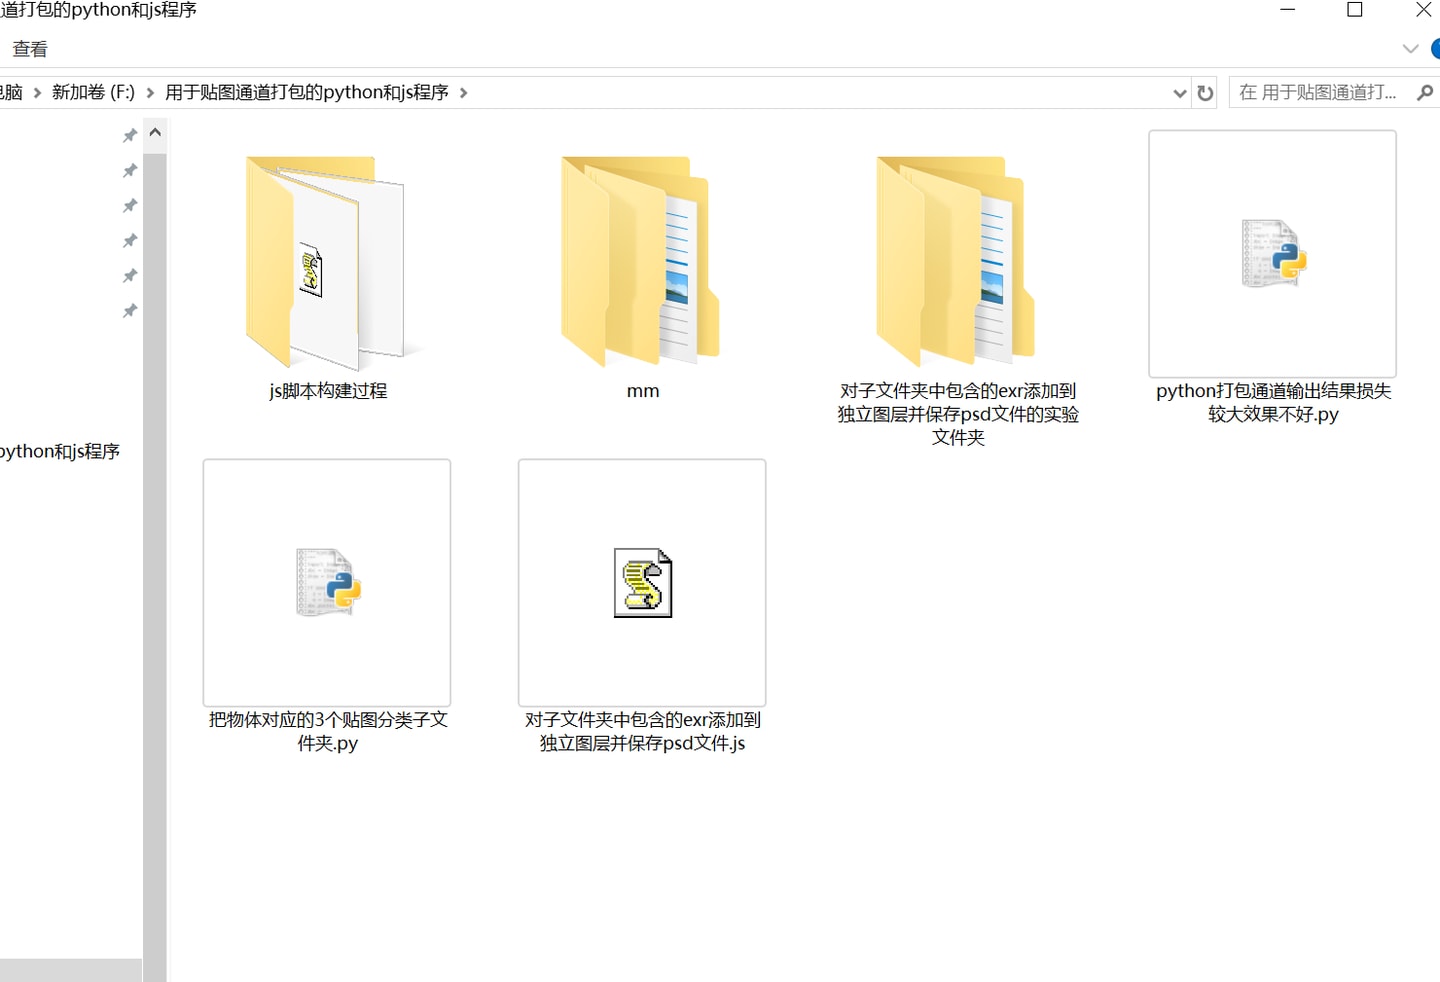 道打包的python和js程序
查看
电脑 > 新加卷 (F:) > 用于贴图通道打包的python和js程序 >
在 用于贴图通道打...
js脚本构建过程
mm
对子文件夹中包含的exr添加到
独立图层并保存psd文件的实验
文件夹
python打包通道输出结果损失
较大效果不好.py
python和js程序
把物体对应的3个贴图分类子文
件夹.py
对子文件夹中包含的exr添加到
独立图层并保存psd文件.js